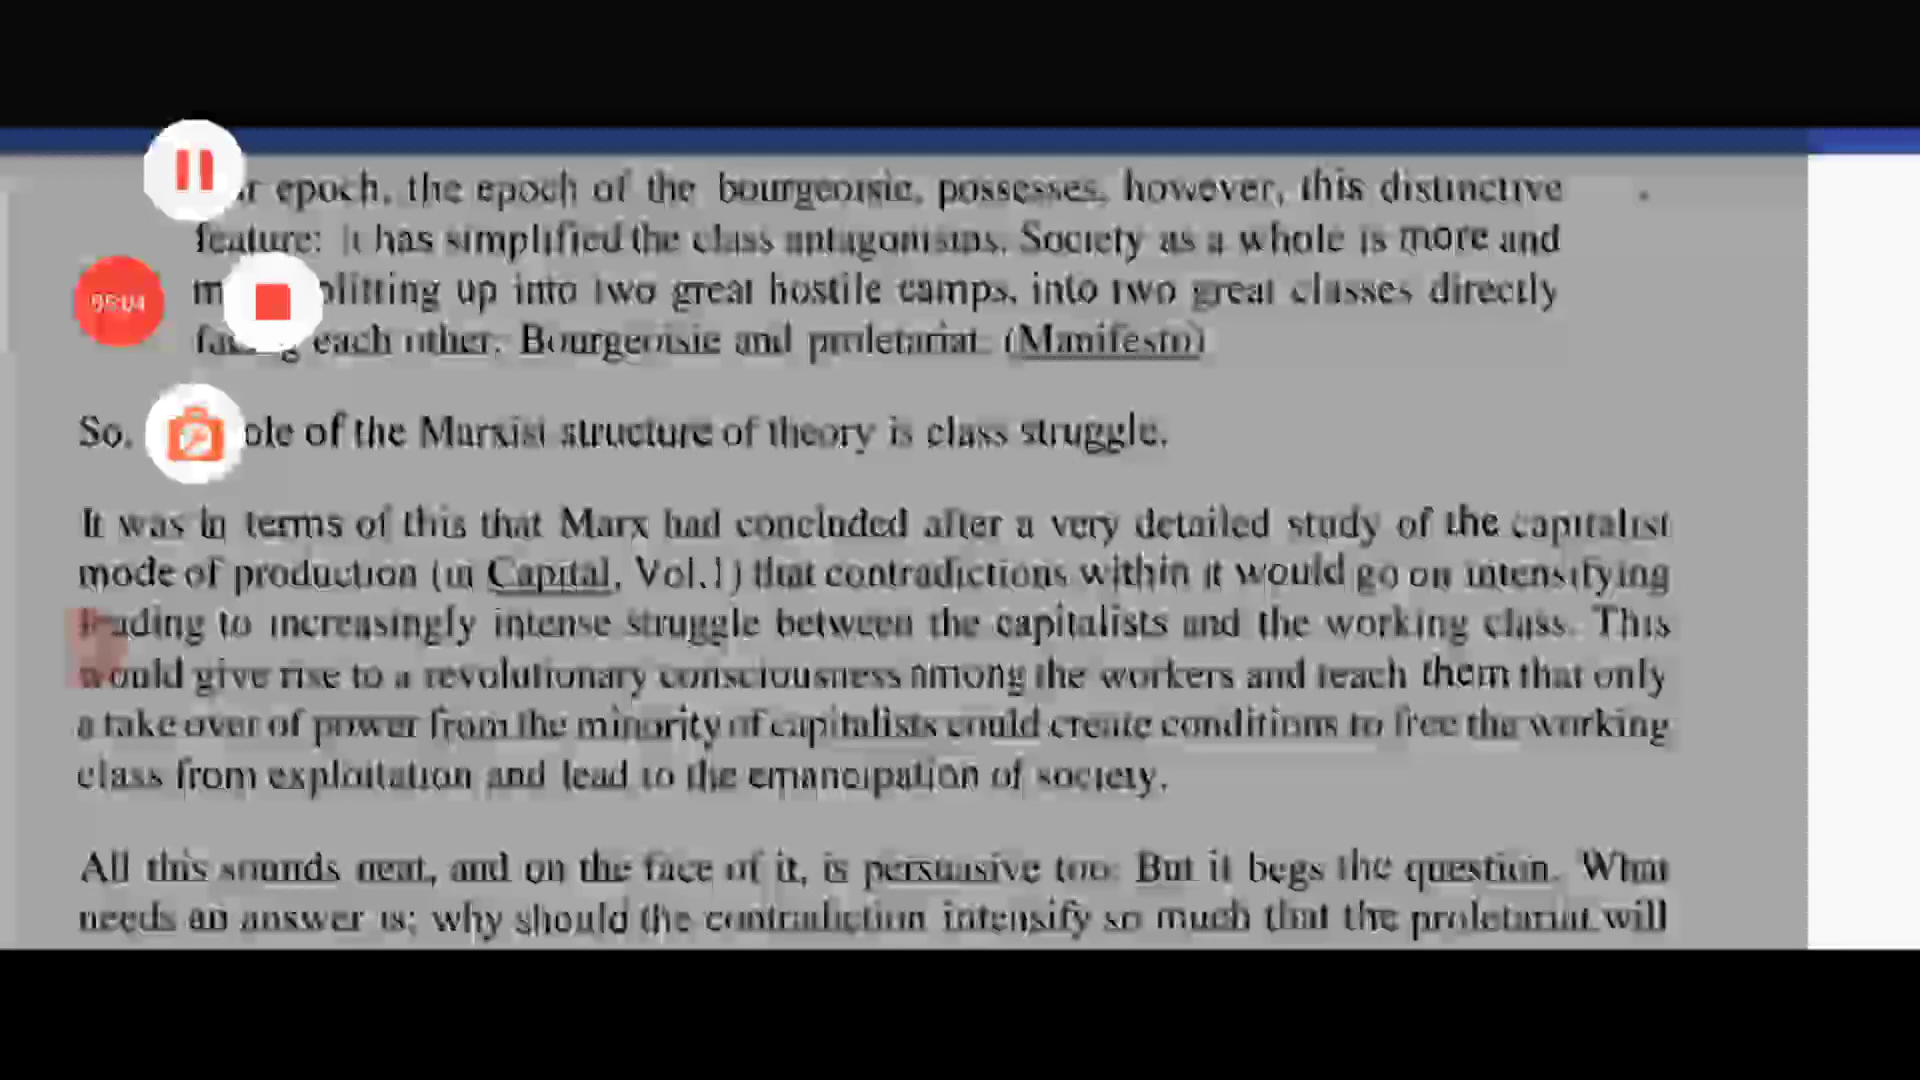 r epoch, the epoch of the bourgeoisie, possesses, however, this distinctive
feature: it has simplified the class antagonisms. Society as a whole is more and
m plitting up into two great hostile camps, into two great classes directly
fa g each other. Bourgeoisie and proletariat. (Manifesto)
05:04
So, ole of the Marxist structure of theory is class struggle.
It was in terms of this that Marx had concluded after a very detailed study of the capitalist
mode of production (in Capital, Vol.1) that contradictions within it would go on intensifying
leading to increasingly intense struggle between the capitalists and the working class. This
would give rise to a revolutionary consciousness among the workers and teach them that only
a take over of power from the minority of capitalists could create conditions to free the working
class from exploitation and lead to the emancipation of society.
All this sounds neat, and on the face of it, is persuasive too. But it begs the question. What
needs an answer is; why should the contradiction intensify so much that the proletariat will